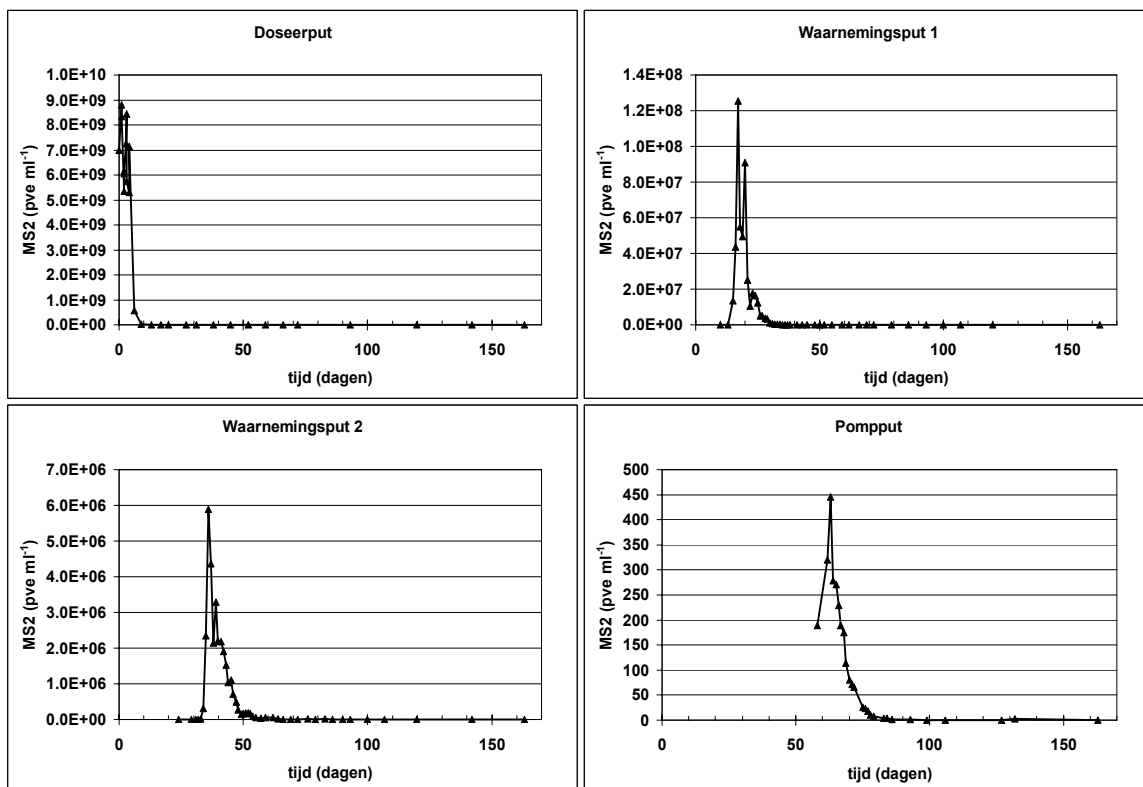 Doseerput
MS2 (pve ml-1)
1.0E+10
9.0E+09
8.0E+09
7.0E+09
6.0E+09
5.0E+09
4.0E+09
3.0E+09
2.0E+09
1.0E+09
0.0E+00
0 50 100 150
tijd (dagen)
Waarnemingsput 1
MS2 (pve ml-1)
1.4E+08
1.2E+08
1.0E+08
8.0E+07
6.0E+07
4.0E+07
2.0E+07
0.0E+00
0 50 100 150
tijd (dagen)
Waarnemingsput 2
MS2 (pve ml-1)
7.0E+06
6.0E+06
5.0E+06
4.0E+06
3.0E+06
2.0E+06
1.0E+06
0.0E+00
0 50 100 150
tijd (dagen)
Pompput
MS2 (pve ml-1)
500
450
400
350
300
250
200
150
100
50
0
0 50 100 150
tijd (dagen)